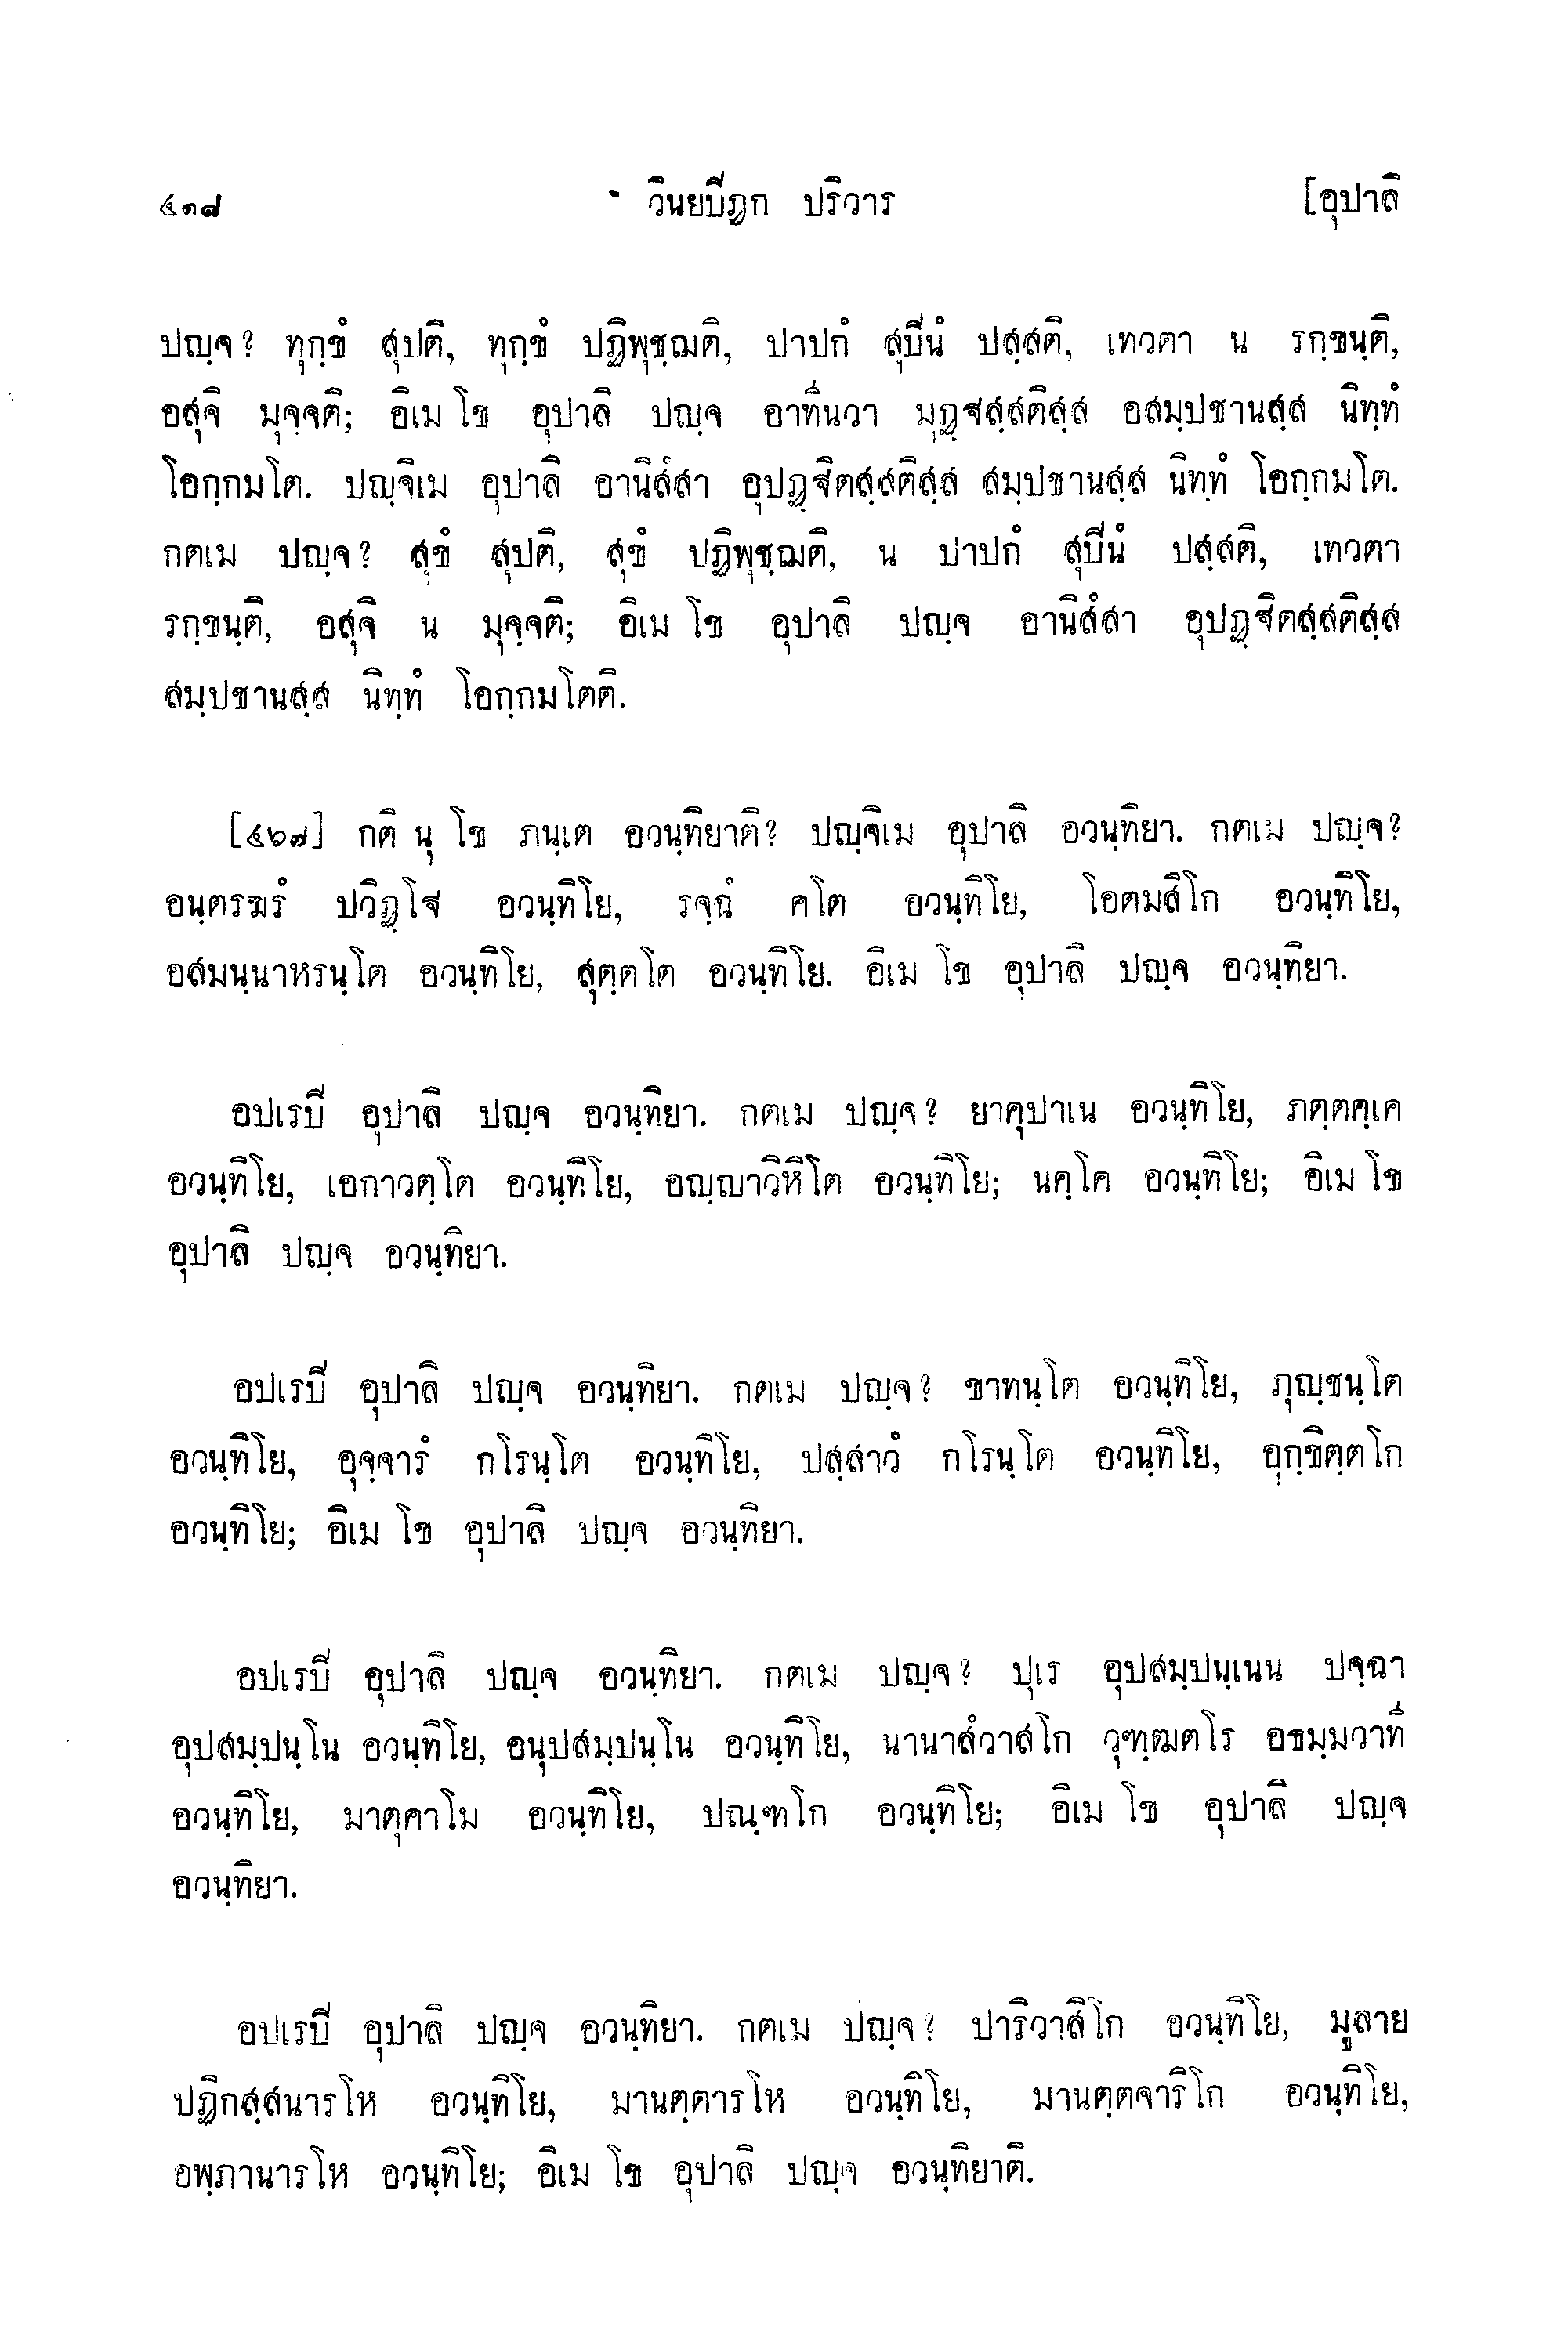 ๔๑๘ วินยปิฏก ปริวาร [อุปาลิ
ปญฺจ? ทุกฺขํ สุปติ, ทุกฺขํ ปฏิพุชฺฌติ, ปาปกํ สุปินํ ปสฺสติ, เทวตา น รกฺขนฺติ,
อสุจิ มุจฺจติ; อิเม โข อุปาลิ ปญฺจ อาทีนวา มุฏฺฐสฺสติสฺส อสมฺปชานสฺส นิทฺทํ
โอกฺกมโต. ปญฺจิเม อุปาลิ อานิสํสา อุปฏฺฐิตสฺสติสฺส สมฺปชานสฺส นิทฺทํ โอกฺกมโต.
กตเม ปญฺจ? สุขํ สุปติ, สุขํ ปฏิพุชฺฌติ, น ปาปกํ สุปินํ ปสฺสติ, เทวตา
รกฺขนฺติ, อสุจิ น มุจฺจติ; อิเม โข อุปาลิ ปญฺจ อานิสํสา อุปฏฺฐิตสฺสติสฺส
สมฺปชานสฺส นิทฺทํ โอกฺกมโตติ.
[๔๖๗] กติ นุ โข ภนฺเต อวนฺทิยาติ? ปญฺจิเม อุปาลิ อวนฺทิยา. กตเม ปญฺจ?
อนฺตรฆรํ ปวิฏฺโฐ อวนฺทิโย, รจฺฉํ คโต อวนฺทิโย, โอตมสิโก อวนฺทิโย,
อสมนฺนาหรนฺโต อวนฺทิโย, สุตฺตโต อวนฺทิโย. อิเม โข อุปาลิ ปญฺจ อวนฺทิยา.
อปเรปิ อุปาลิ ปญฺจ อวนฺทิยา. กตเม ปญฺจ? ยาคุปาเน อวนฺทิโย, ภตฺตคฺเค
อวนฺทิโย, เอกาวตฺโต อวนฺทิโย, อญฺญาวิหิโต อวนฺทิโย; นคฺโค อวนฺทิโย; อิเม โข
อุปาลิ ปญฺจ อวนฺทิยา.
อปเรปิ อุปาลิ ปญฺจ อวนฺทิยา. กตเม ปญฺจ? ขาทนฺโต อวนฺทิโย, ภุญฺชนฺโต
อวนฺทิโย, อุจฺจารํ กโรนฺโต อวนฺทิโย, ปสฺสาวํ กโรนฺโต อวนฺทิโย, อุกฺขิตฺตโก
อวนฺทิโย; อิเม โข อุปาลิ ปญฺจ อวนฺทิยา.
อปเรปิ อุปาลิ ปญฺจ อวนฺทิยา. กตเม ปญฺจ? ปุเร อุปสมฺปนฺเนน ปจฺฉา
อุปสมฺปนฺโน อวนฺทิโย, อนุปสมฺปนฺโน อวนฺทิโย, นานาสํวาสโก วุฑฺฒตโร อธมฺมวาที
อวนฺทิโย, มาตุคาโม อวนฺทิโย, ปณฺฑโก อวนฺทิโย; อิเม โข อุปาลิ ปญฺจ
อวนฺทิยา.
อปเรปิ อุปาลิ ปญฺจ อวนฺทิยา. กตเม ปญฺจ? ปาริวาสิโก อวนฺทิโย, มูลาย
ปฏิกสฺสนารโห อวนฺทิโย, มานตฺตารโห อวนฺทิโย, มานตฺตจาริโก อวนฺทิโย,
อพฺภานารโห อวนฺทิโย; อิเม โข อุปาลิ ปญฺจ อวนฺทิยาติ.